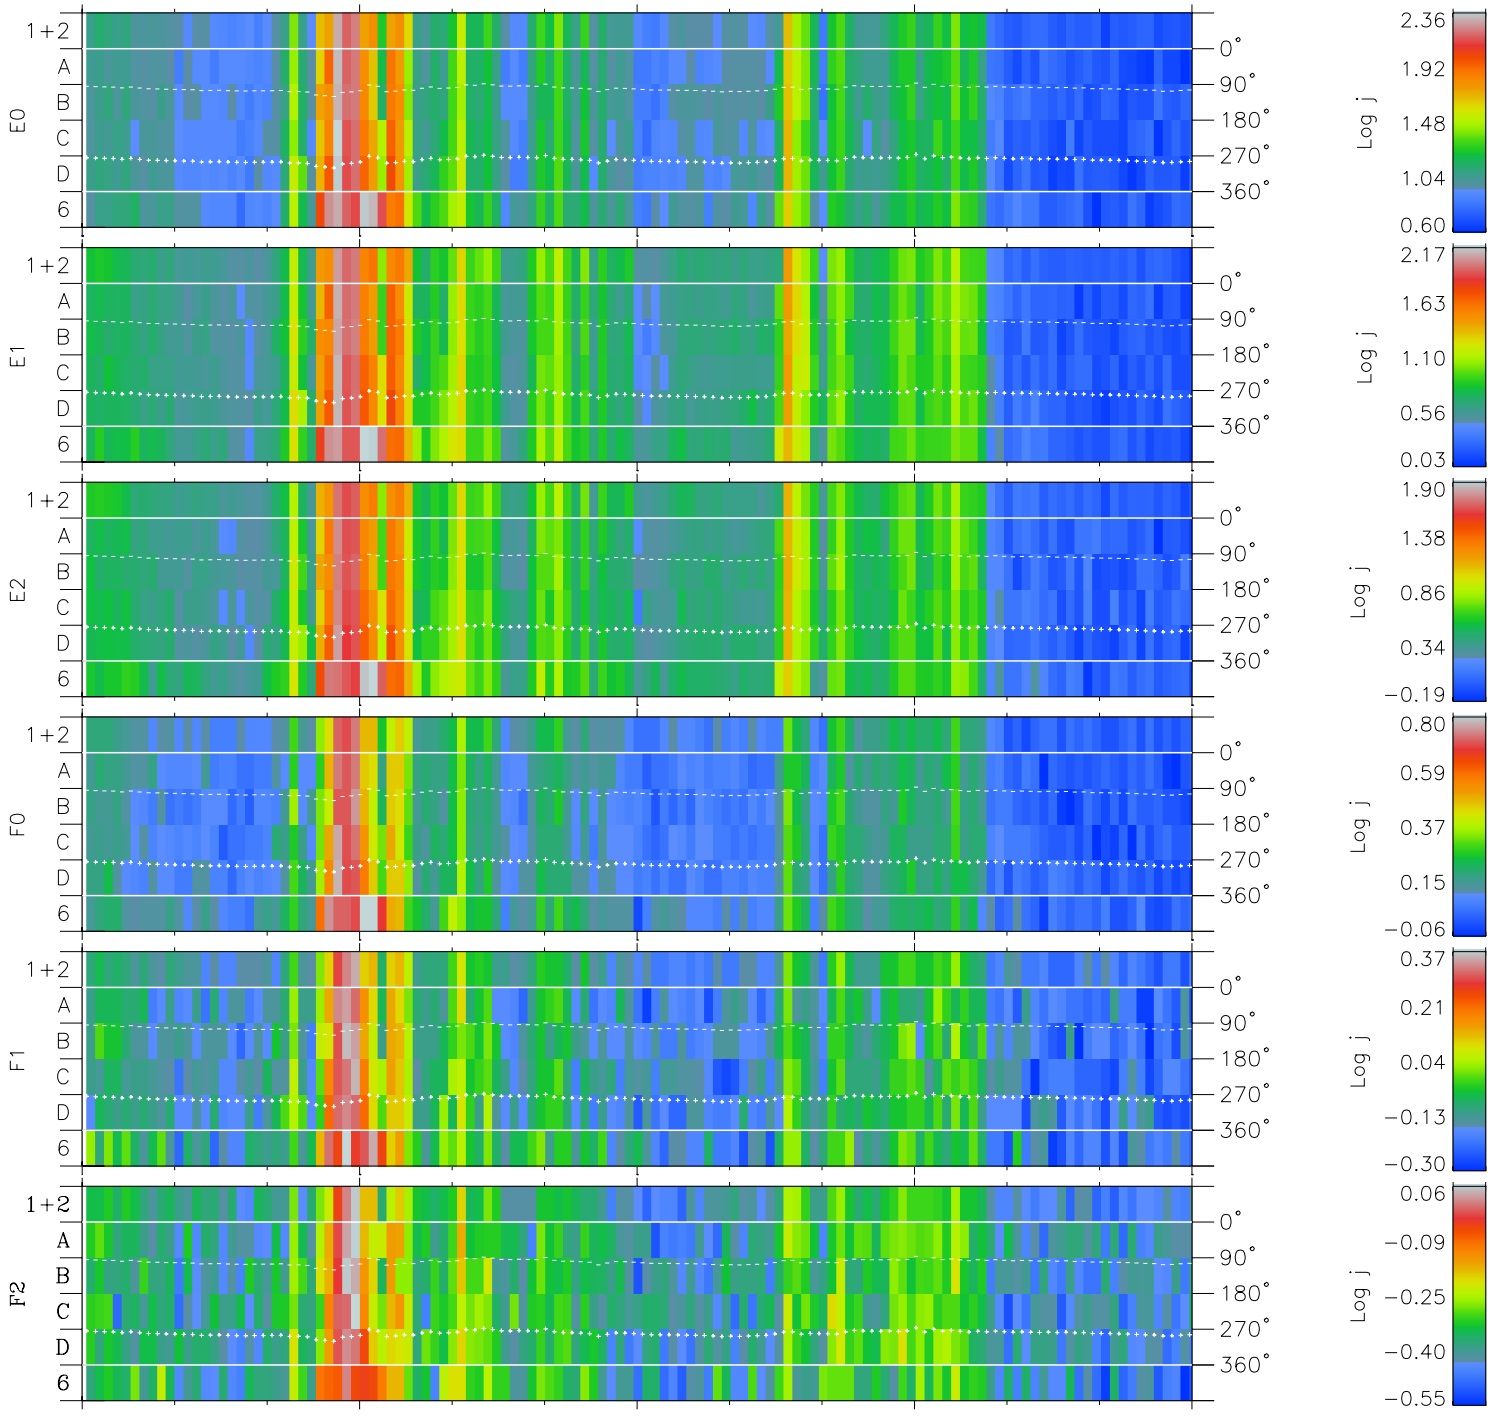 E0
1+2
A
B
C
D
6
0°
90°
180°
270°
360°
Log j
2.36
1.92
1.48
1.04
0.60
E1
1+2
A
B
C
D
6
0°
90°
180°
270°
360°
Log j
2.17
1.63
1.10
0.56
0.03
E2
1+2
A
B
C
D
6
0°
90°
180°
270°
360°
Log j
1.90
1.38
0.86
0.34
−0.19
F0
1+2
A
B
C
D
6
0°
90°
180°
270°
360°
Log j
0.80
0.59
0.37
0.15
−0.06
F1
1+2
A
B
C
D
6
0°
90°
180°
270°
360°
Log j
0.37
0.21
0.04
−0.13
−0.30
F2
1+2
A
B
C
D
6
0°
90°
180°
270°
360°
Log j
0.06
−0.09
−0.25
−0.40
−0.55